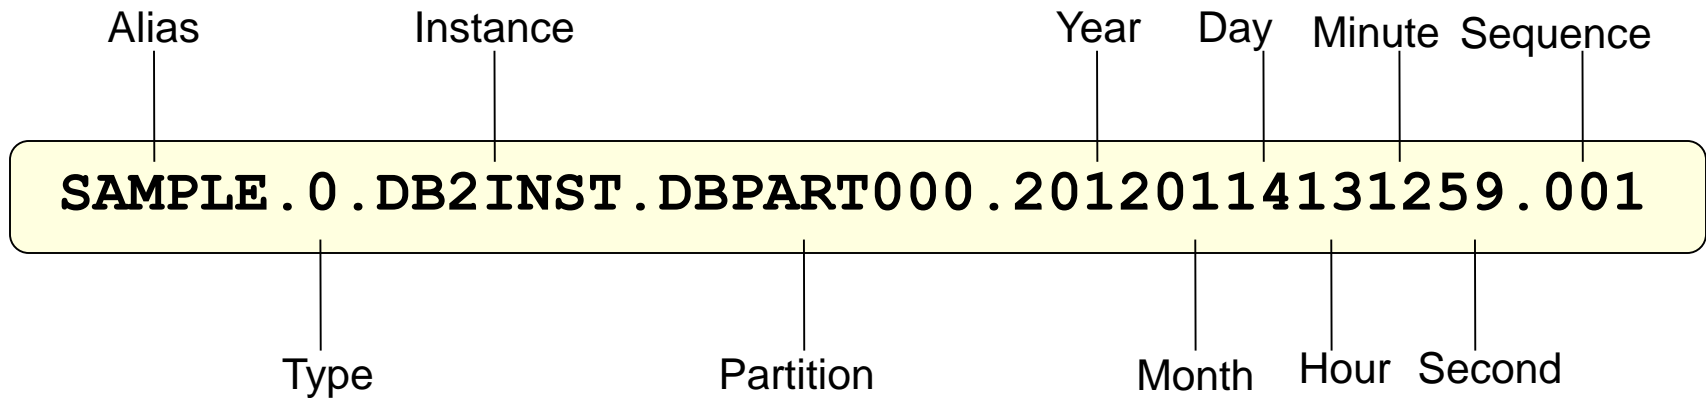 Alias Instance Year Day Minute Sequence
SAMPLE.0.DB2INST.DBPART000.20120114131259.001
Type Partition Month Hour Second